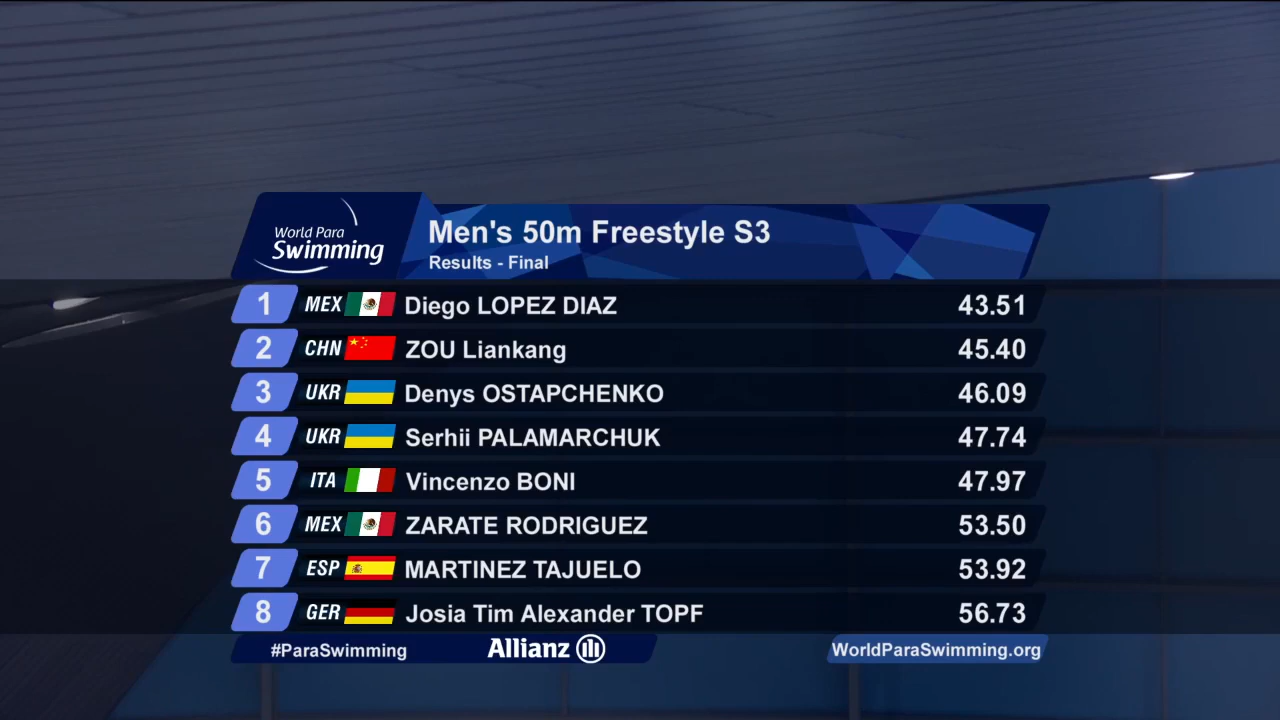 World Para
Swimming
Men's 50m Freestyle S3
Results - Final
1 MEX Diego LOPEZ DIAZ 43.51
2 CHN ZOU Liankang 45.40
3 UKR Denys OSTAPCHENKO 46.09
4 UKR Serhii PALAMARCHUK 47.74
5 ITA Vincenzo BONI 47.97
6 MEX ZARATE RODRIGUEZ 53.50
7 ESP MARTINEZ TAJUELO 53.92
8 GER Josia Tim Alexander TOPF 56.73
#ParaSwimming Allianz WorldParaSwimming.org